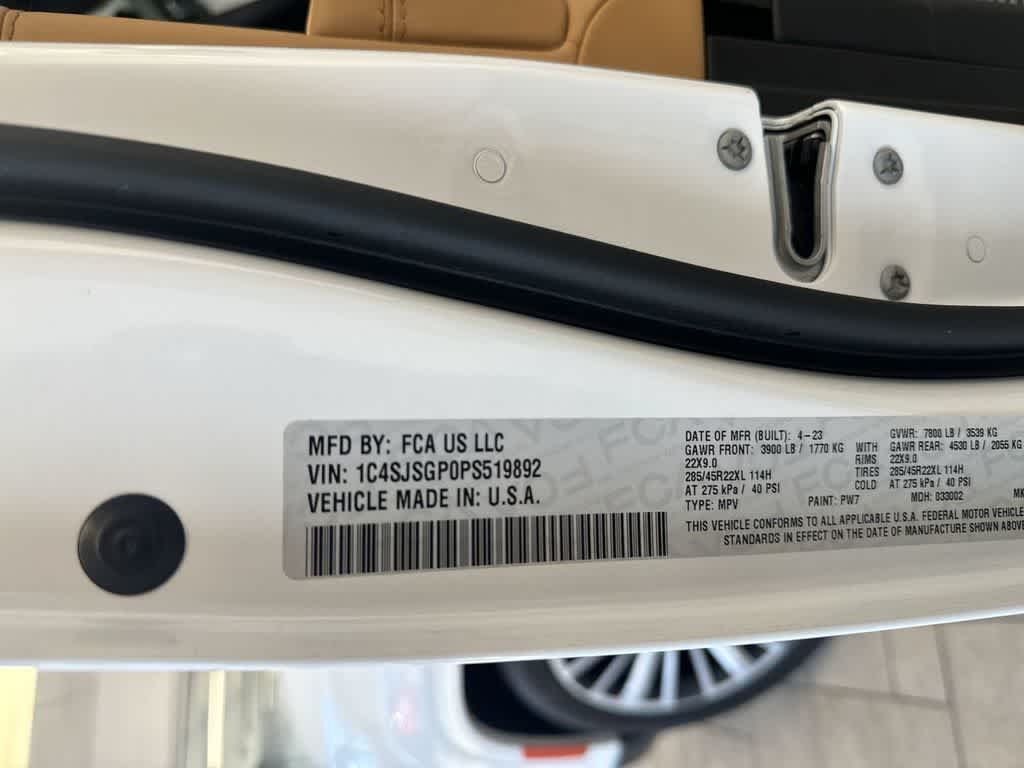 MFD BY: FCA US LLC
VIN: 1C4SJSGP0PS519892
VEHICLE MADE IN: U.S.A.
DATE OF MFR (BUILT): 4-23 GVWR: 7800 LB / 3539 KG
GAWR FRONT: 3900 LB / 1770 KG WITH GAWR REAR: 4530 LB / 2055 KG
22X9.0 RIMS 22X9.0
285/45R22XL 114H TIRES 285/45R22XL 114H
AT 275 kPa / 40 PSI COLD AT 275 kPa / 40 PSI
TYPE: MPV PAINT: PW7 MDH: 033002 MK
THIS VEHICLE CONFORMS TO ALL APPLICABLE U.S.A. FEDERAL MOTOR VEHICLE
STANDARDS IN EFFECT ON THE DATE OF MANUFACTURE SHOWN ABOVE